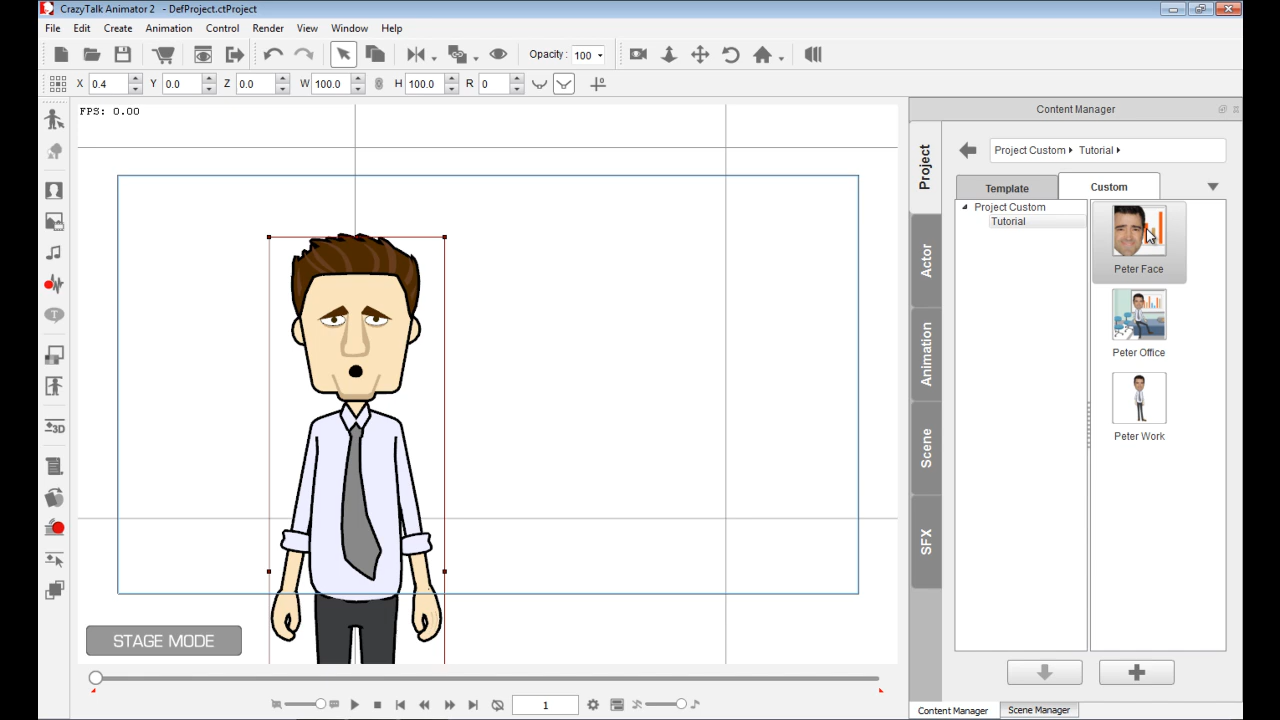 CrazyTalk Animator 2 - DefProject.ctProject
File Edit Create Animation Control Render View Window Help
Opacity : 100
X 0.4 Y 0.0 Z 0.0 W 100.0 H 100.0 R 0
FPS: 0.00
Content Manager
Project Custom Tutorial
Template Custom
Project Custom
Tutorial
Peter Face
Peter Office
Peter Work
Project
Actor
Animation
Scene
SFX
3D
STAGE MODE
1
Content Manager Scene Manager